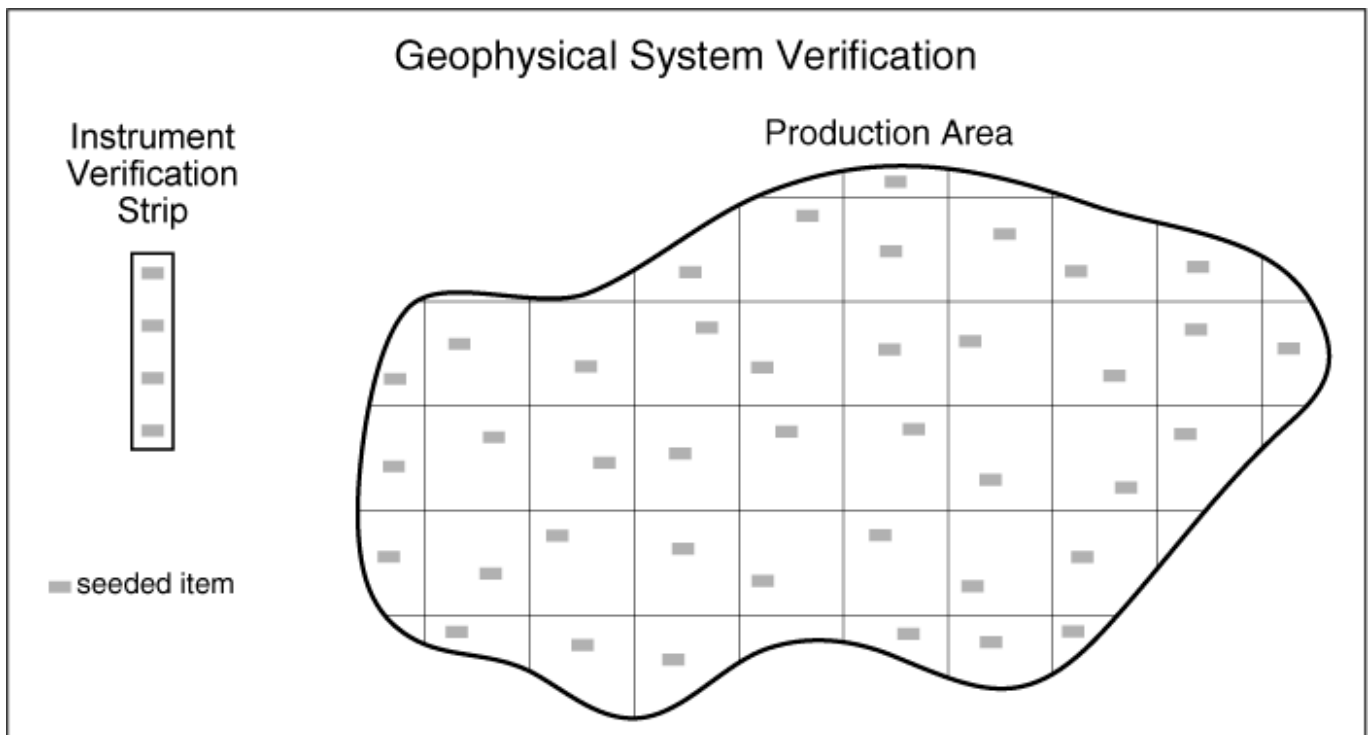 Geophysical System Verification
Instrument
Verification
Strip
Production Area
seeded item